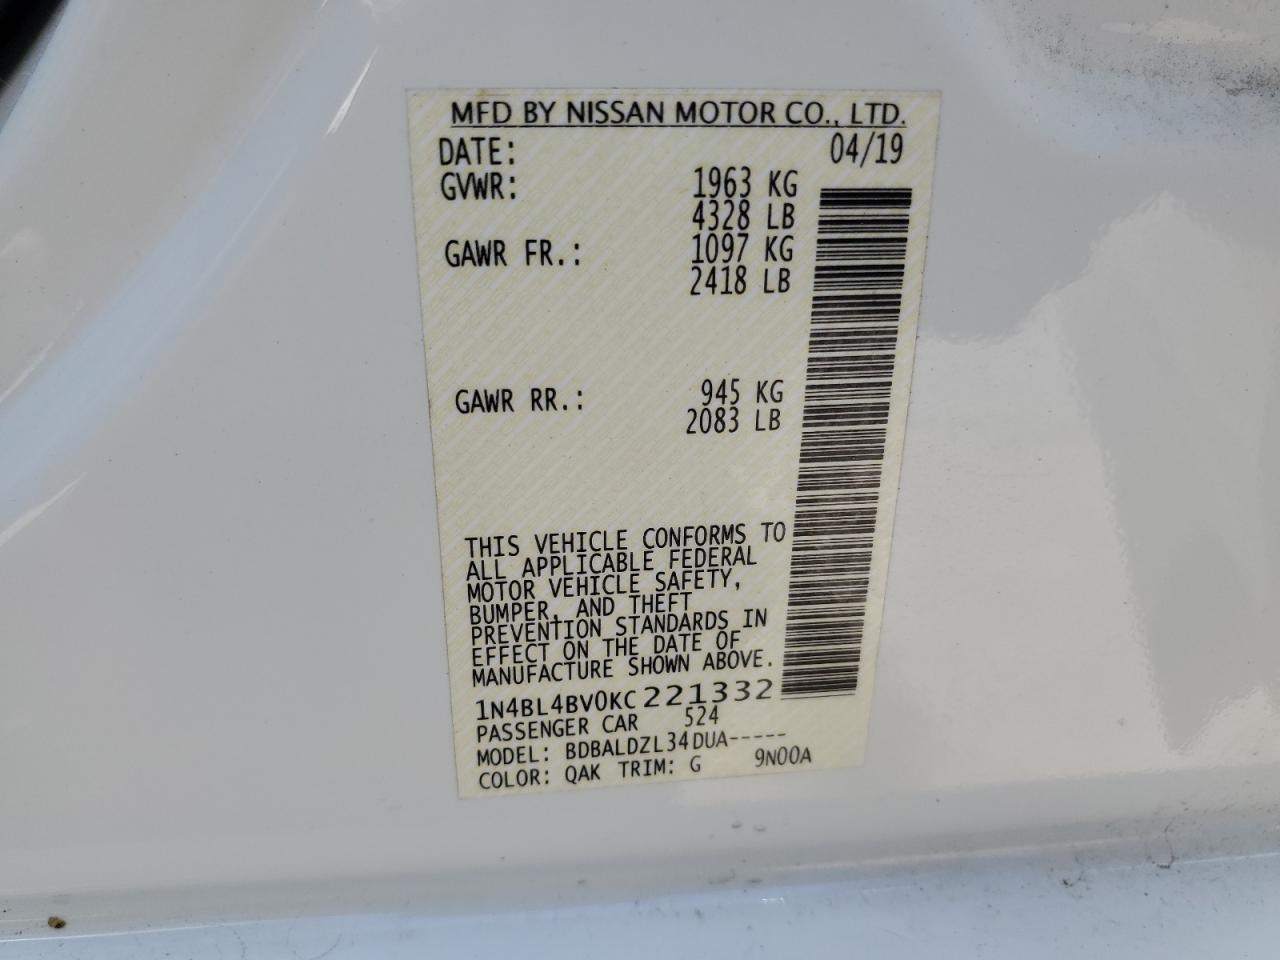 MFD BY NISSAN MOTOR CO., LTD.
DATE: 04/19
GVWR: 1963 KG
4328 LB
GAWR FR.: 1097 KG
2418 LB
GAWR RR.: 945 KG
2083 LB
THIS VEHICLE CONFORMS TO
ALL APPLICABLE FEDERAL
MOTOR VEHICLE SAFETY,
BUMPER, AND THEFT
PREVENTION STANDARDS IN
EFFECT ON THE DATE OF
MANUFACTURE SHOWN ABOVE.
1N4BL4BV0KC221332
PASSENGER CAR 524
MODEL: BDBALDZL34DUA-----
COLOR: QAK TRIM: G 9N00A